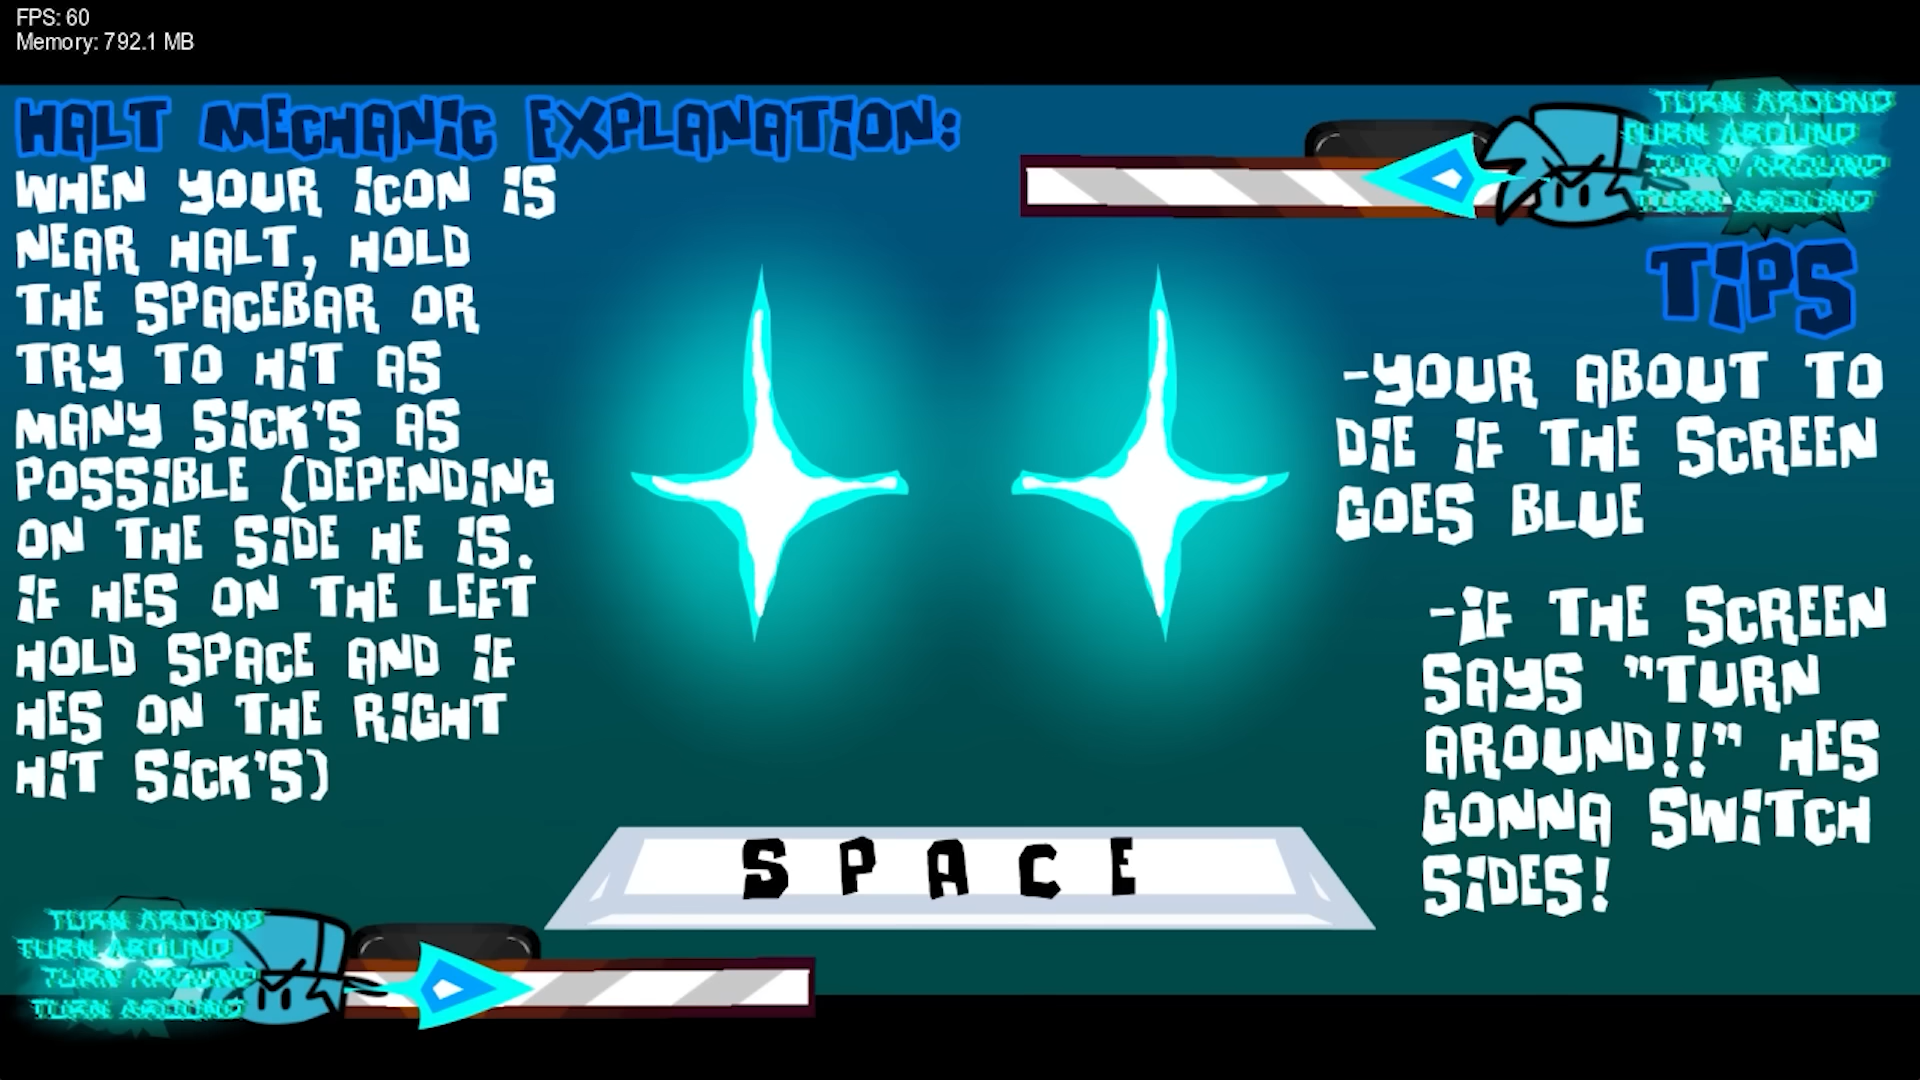 FPS: 60
Memory: 792.1 MB
HALT MECHANIC EXPLANATION:
WHEN YOUR ICON IS
NEAR HALT, HOLD
THE SPACEBAR OR
TRY TO HIT AS
MANY SICK'S AS
POSSIBLE (DEPENDING
ON THE SIDE HE IS.
IF HES ON THE LEFT
HOLD SPACE AND IF
HES ON THE RIGHT
HIT SICK'S)
TURN AROUND
TURN AROUND
TURN AROUND
TURN AROUND
TIPS
-YOUR ABOUT TO
DIE IF THE SCREEN
GOES BLUE
-IF THE SCREEN
SAYS "TURN
AROUND!!" HES
GONNA SWITCH
SIDES!
SPACE
TURN AROUND
TURN AROUND
TURN AROUND
TURN AROUND